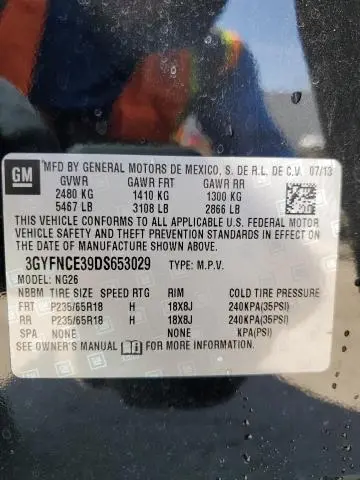 GM
MFD BY GENERAL MOTORS DE MEXICO, S. DE R.L. DE C.V. 07/13
GVWR GAWR FRT GAWR RR
2480 KG 1410 KG 1300 KG
5467 LB 3108 LB 2866 LB
THIS VEHICLE CONFORMS TO ALL APPLICABLE U.S. FEDERAL MOTOR
VEHICLE SAFETY AND THEFT PREVENTION STANDARDS IN EFFECT ON
THE DATE OF MANUFACTURE SHOWN ABOVE.
3GYFNCE39DS653029 TYPE: M.P.V.
MODEL: NG26
NBBM TIRE SIZE SPEED RTG RIM COLD TIRE PRESSURE
FRT P235/65R18 H 18X8J 240KPA(35PSI)
RR P235/65R18 H 18X8J 240KPA(35PSI)
SPA NONE NONE KPA(PSI)
SEE OWNER'S MANUAL i FOR MORE INFORMATION.